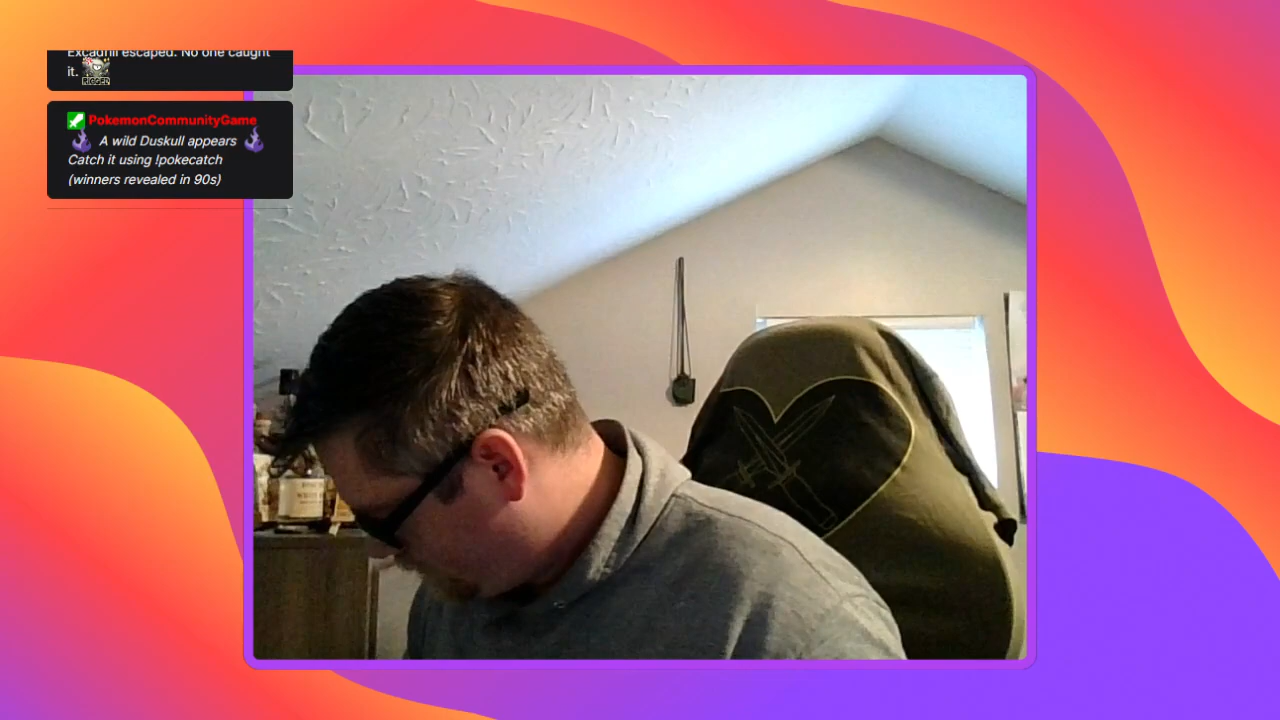 Excadrill escaped. No one caught
it.
PokemonCommunityGame
A wild Duskull appears
Catch it using !pokecatch
(winners revealed in 90s)